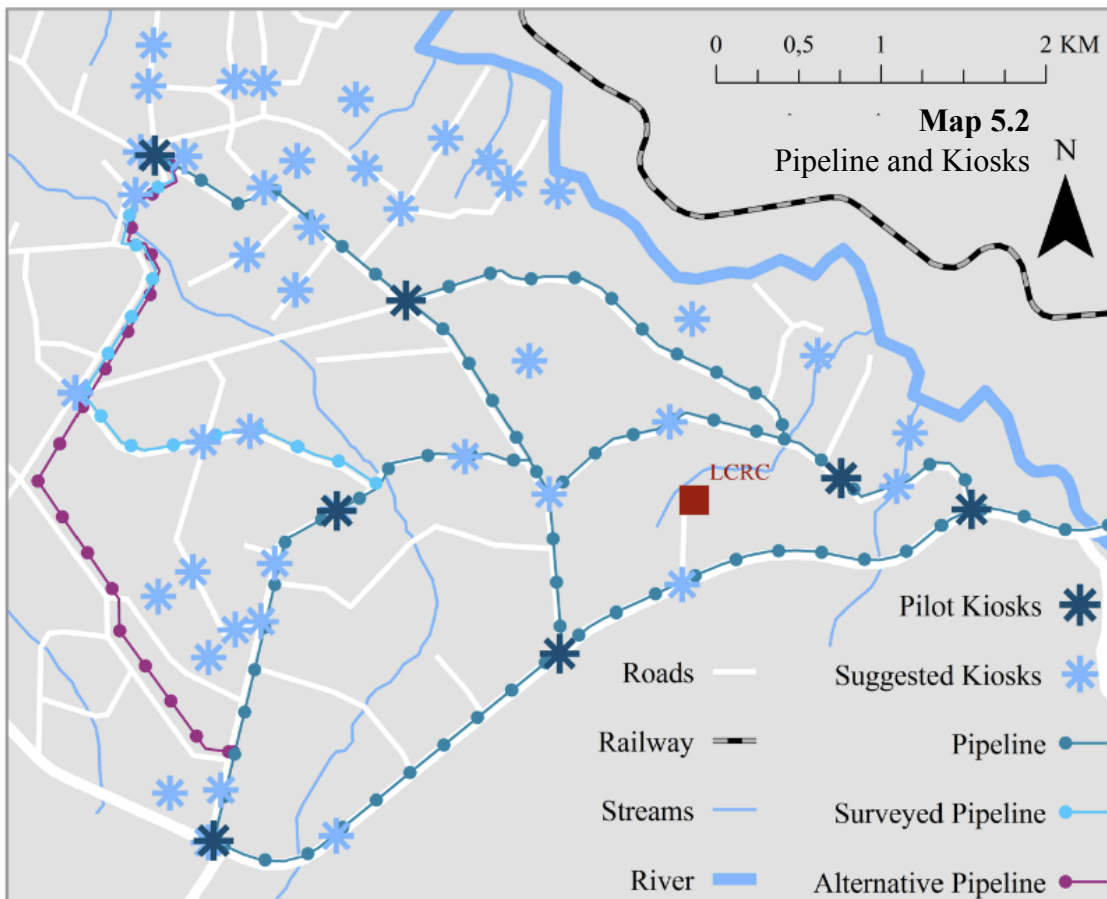 0 0,5 1 2 KM
Map 5.2
Pipeline and Kiosks
N
LCRC
Pilot Kiosks
Roads
Suggested Kiosks
Railway
Pipeline
Streams
Surveyed Pipeline
River
Alternative Pipeline